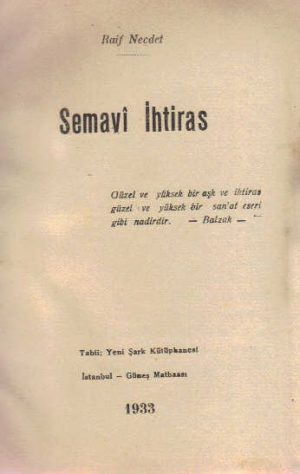 Raif Necdet
Semavî İhtiras
Güzel ve yüksek bir aşk ve ihtiras
güzel ve yüksek bir san'at eseri
gibi nadirdir. — Balzak —
Tabii: Yeni Şark Kütüpkanesi
İstanbul — Güneş Matbaası
1933